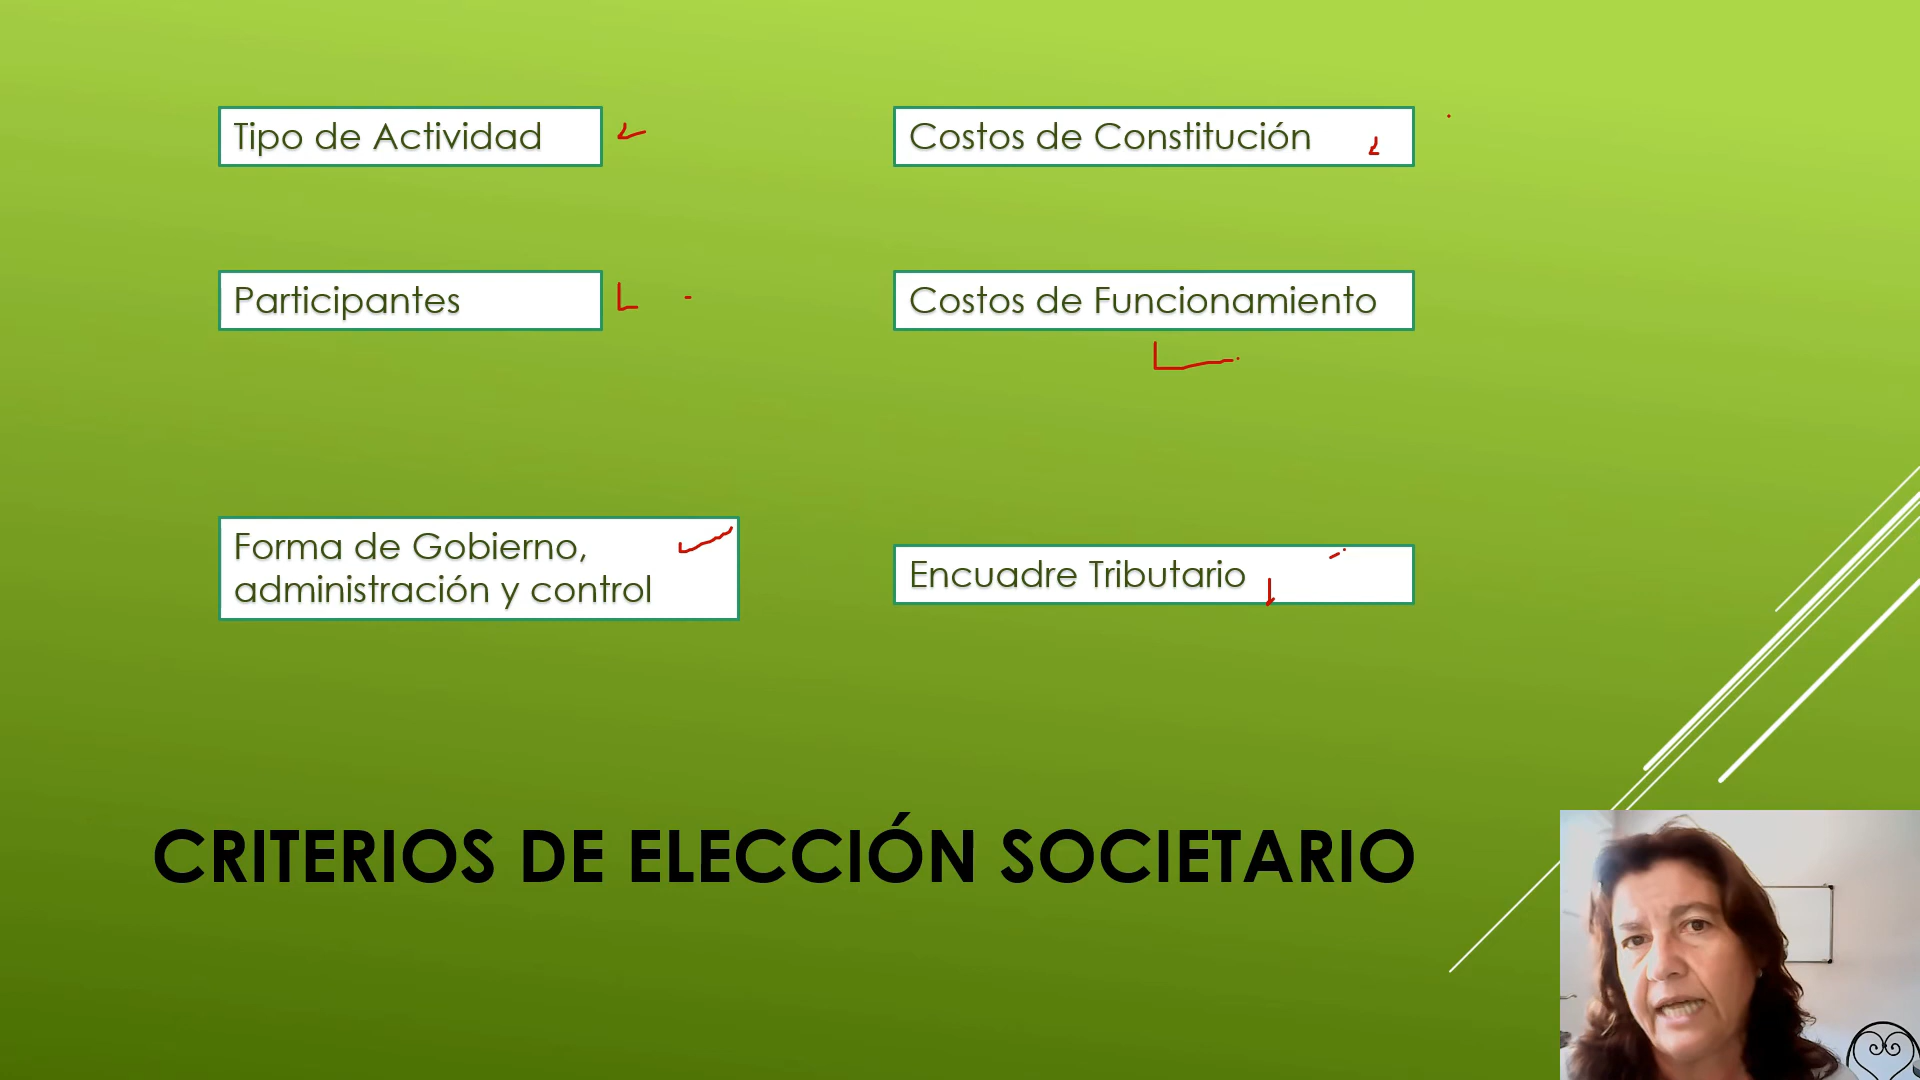 Tipo de Actividad
Costos de Constitución
Participantes
Costos de Funcionamiento
Forma de Gobierno,
administración y control
Encuadre Tributario
CRITERIOS DE ELECCIÓN SOCIETARIO